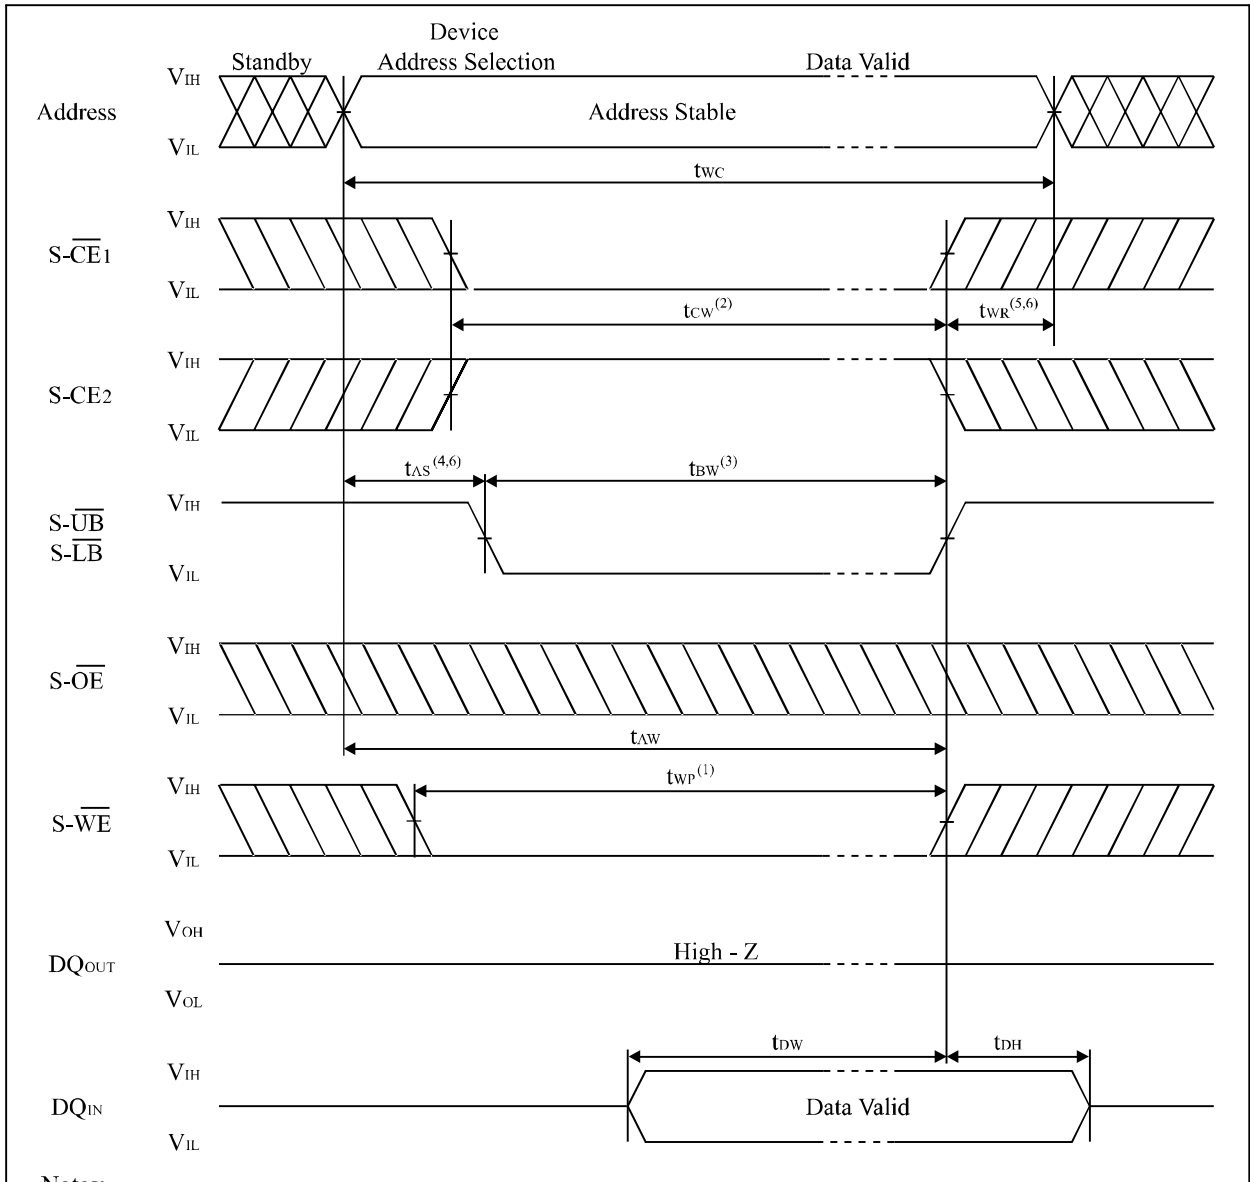 Device
Standby Address Selection Data Valid
VIH
Address Address Stable
VIL
tWC
VIH
S-CE1
VIL
tCW(2) tWR(5,6)
VIH
S-CE2
VIL
tAS(4,6) tBW(3)
VIH
S-UB
S-LB
VIL
VIH
S-OE
VIL
tAW
tWP(1)
VIH
S-WE
VIL
VOH
High - Z
DQOUT
VOL
tDW tDH
VIH
DQIN Data Valid
VIL